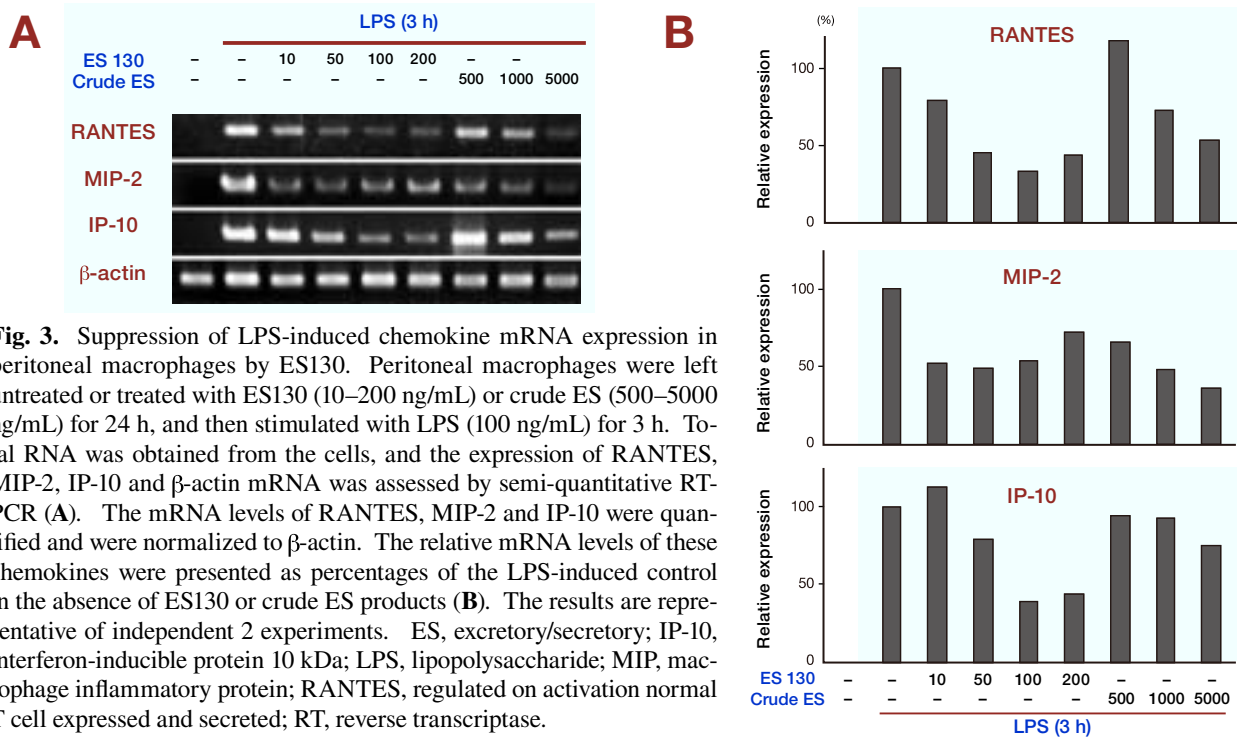 A
LPS (3 h)
ES 130 – – 10 50 100 200 – – –
Crude ES – – – – – – 500 1000 5000
RANTES
MIP-2
IP-10
β-actin
ig. 3. Suppression of LPS-induced chemokine mRNA expression in
eritoneal macrophages by ES130. Peritoneal macrophages were left
ntreated or treated with ES130 (10–200 ng/mL) or crude ES (500–5000
g/mL) for 24 h, and then stimulated with LPS (100 ng/mL) for 3 h. To-
al RNA was obtained from the cells, and the expression of RANTES,
MIP-2, IP-10 and β-actin mRNA was assessed by semi-quantitative RT-
PCR (A). The mRNA levels of RANTES, MIP-2 and IP-10 were quan-
ified and were normalized to β-actin. The relative mRNA levels of these
hemokines were presented as percentages of the LPS-induced control
n the absence of ES130 or crude ES products (B). The results are repre-
entative of independent 2 experiments. ES, excretory/secretory; IP-10,
nterferon-inducible protein 10 kDa; LPS, lipopolysaccharide; MIP, mac-
ophage inflammatory protein; RANTES, regulated on activation normal
T cell expressed and secreted; RT, reverse transcriptase.
B
(%)
RANTES
Relative expression
100
50
0
MIP-2
Relative expression
100
50
0
IP-10
Relative expression
100
50
0
ES 130 – – 10 50 100 200 – – –
Crude ES – – – – – – 500 1000 5000
LPS (3 h)